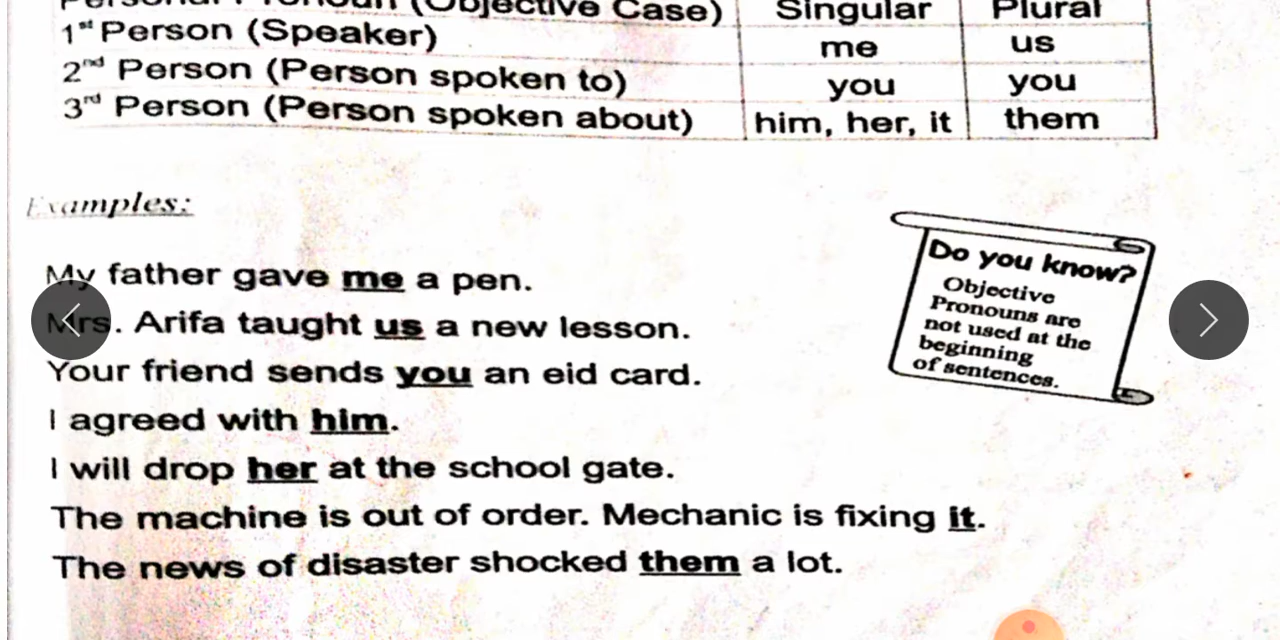 Personal Pronoun (Objective Case) Singular Plural
1st Person (Speaker) me us
2nd Person (Person spoken to) you you
3rd Person (Person spoken about) him, her, it them
Examples:
My father gave me a pen.
Mrs. Arifa taught us a new lesson.
Your friend sends you an eid card.
I agreed with him.
I will drop her at the school gate.
The machine is out of order. Mechanic is fixing it.
The news of disaster shocked them a lot.
Do you know?
Objective
Pronouns are
not used at the
beginning
of sentences.